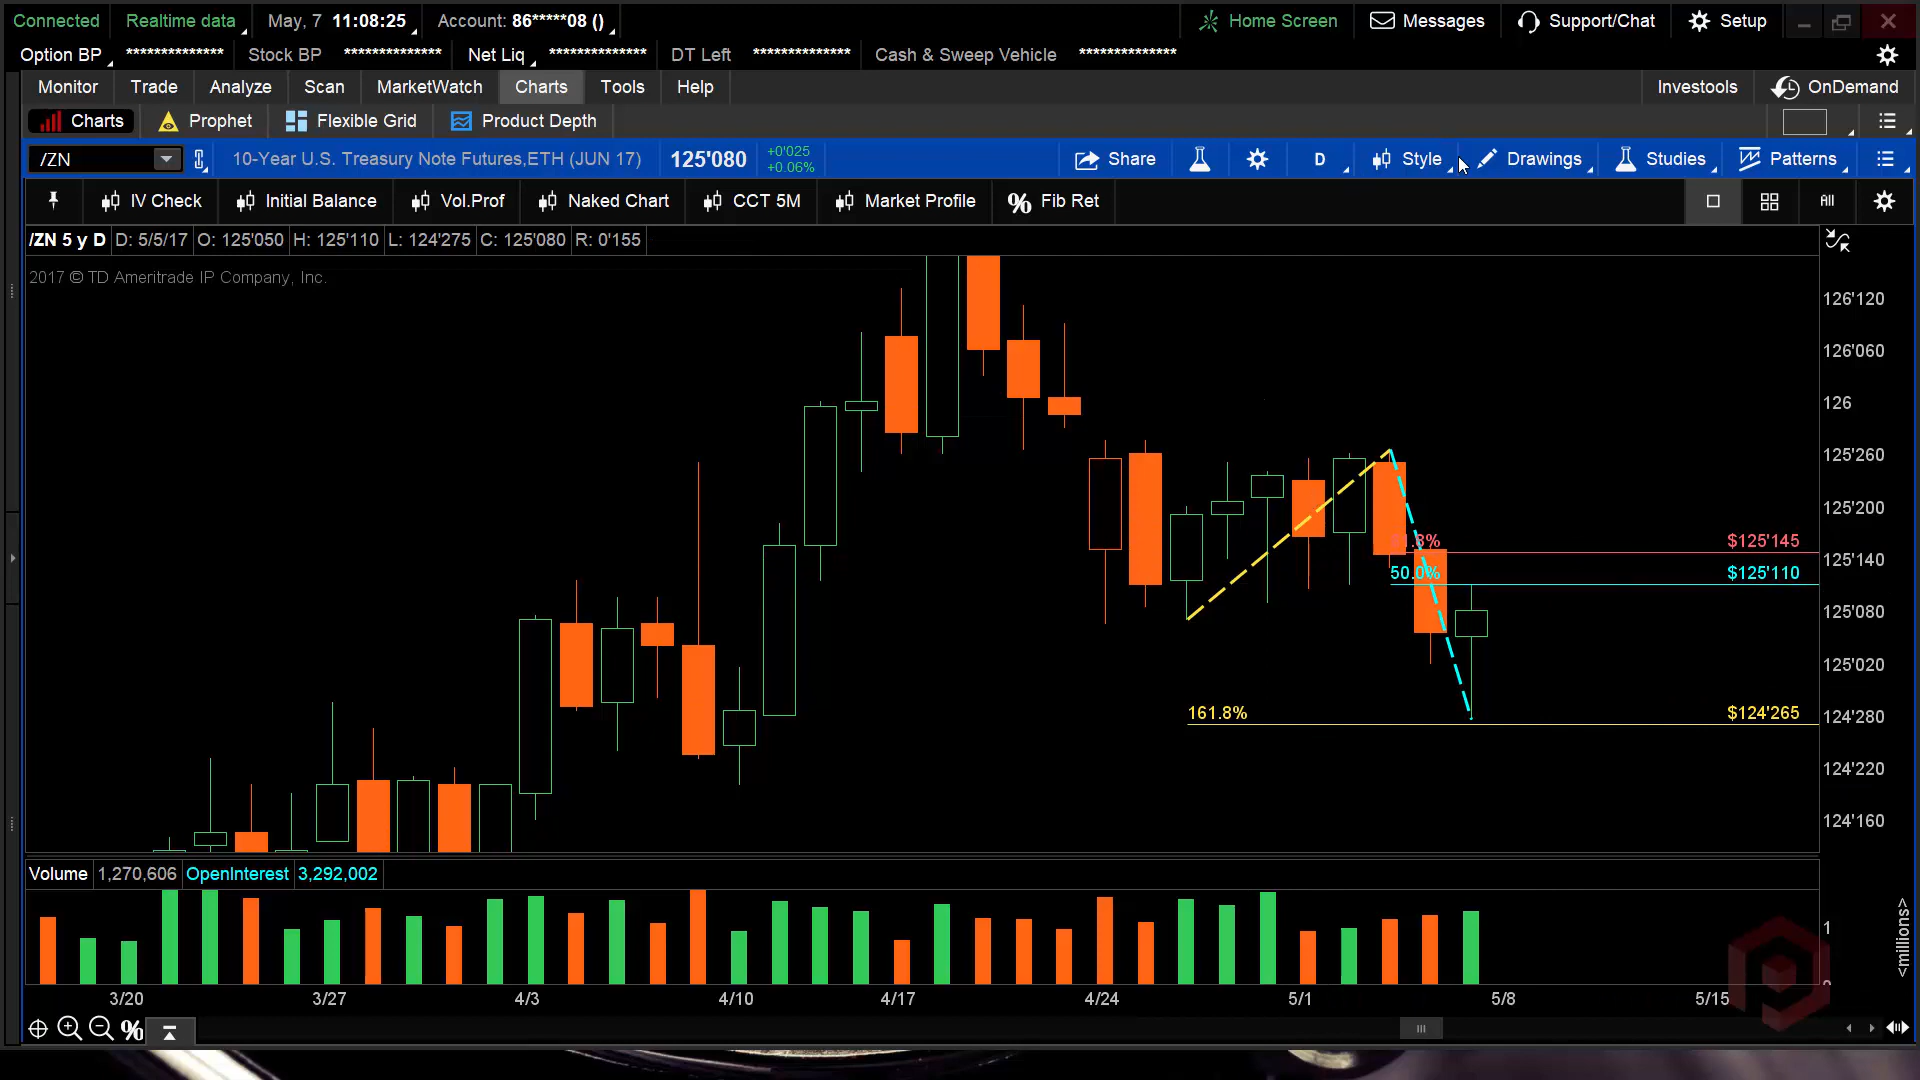 Connected Realtime data May, 7 11:08:25 Account: 86*****08 () Home Screen Messages Support/Chat Setup
Option BP ************** Stock BP ************** Net Liq ************** DT Left ************** Cash & Sweep Vehicle **************
Monitor Trade Analyze Scan MarketWatch Charts Tools Help Investools OnDemand
Charts Prophet Flexible Grid Product Depth
/ZN 10-Year U.S. Treasury Note Futures,ETH (JUN 17) 125'080 +0'025 +0.06% Share D Style Drawings Studies Patterns
IV Check Initial Balance Vol.Prof Naked Chart CCT 5M Market Profile % Fib Ret All
/ZN 5 y D D: 5/5/17 O: 125'050 H: 125'110 L: 124'275 C: 125'080 R: 0'155
2017 © TD Ameritrade IP Company, Inc.
126'120
126'060
126
125'260
125'200
$125'145
125'140
50.0% $125'110
125'080
125'020
161.8% $124'265
124'280
124'220
124'160
Volume 1,270,606 OpenInterest 3,292,002
1
<millions>
3/20 3/27 4/3 4/10 4/17 4/24 5/1 5/8 5/15
%